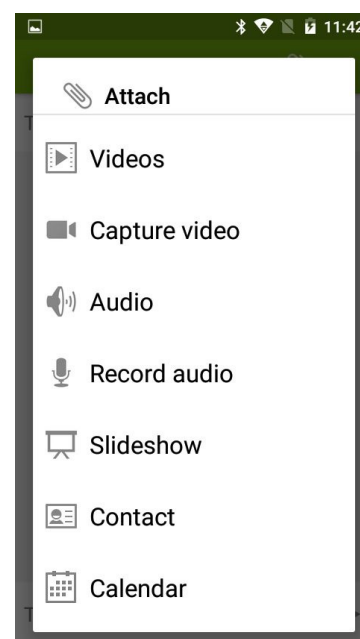 11:42
Attach
Videos
Capture video
Audio
Record audio
Slideshow
Contact
Calendar